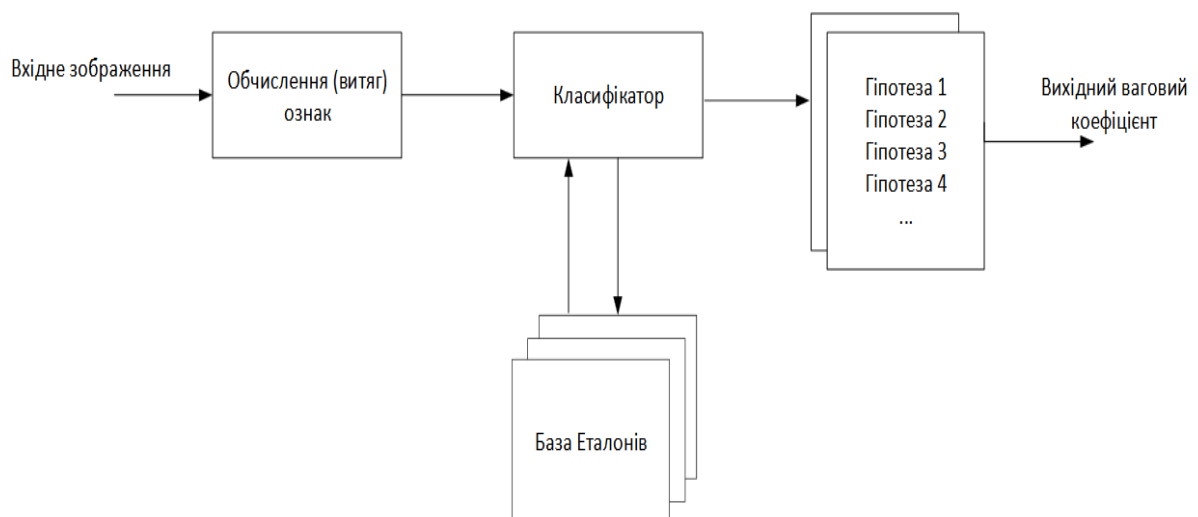 Вхідне зображення
Обчислення (витяг)
ознак
Класифікатор
Гіпотеза 1
Гіпотеза 2
Гіпотеза 3
Гіпотеза 4
...
Вихідний ваговий
коефіцієнт
База Еталонів